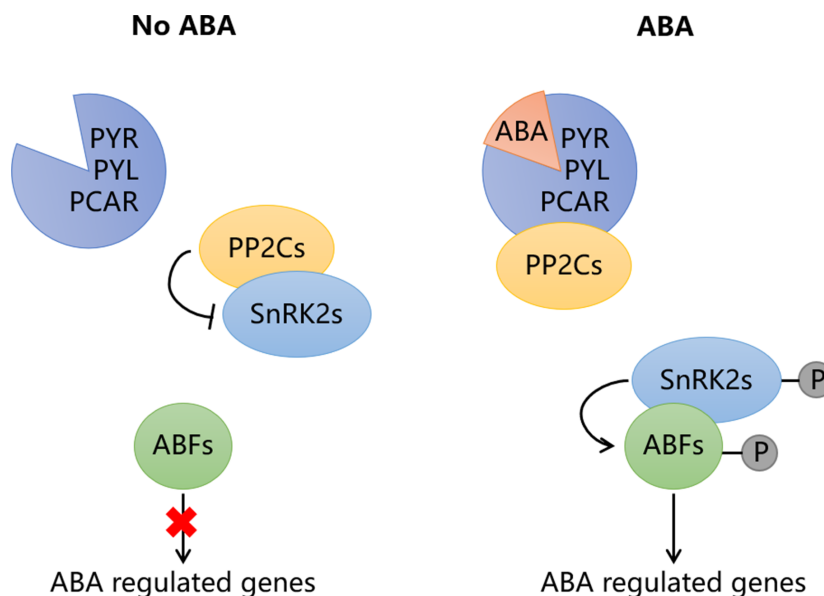 No ABA
PYR
PYL
PCAR
PP2Cs
SnRK2s
ABFs
ABA regulated genes
ABA
ABA
PYR
PYL
PCAR
PP2Cs
SnRK2s
P
ABFs
P
ABA regulated genes